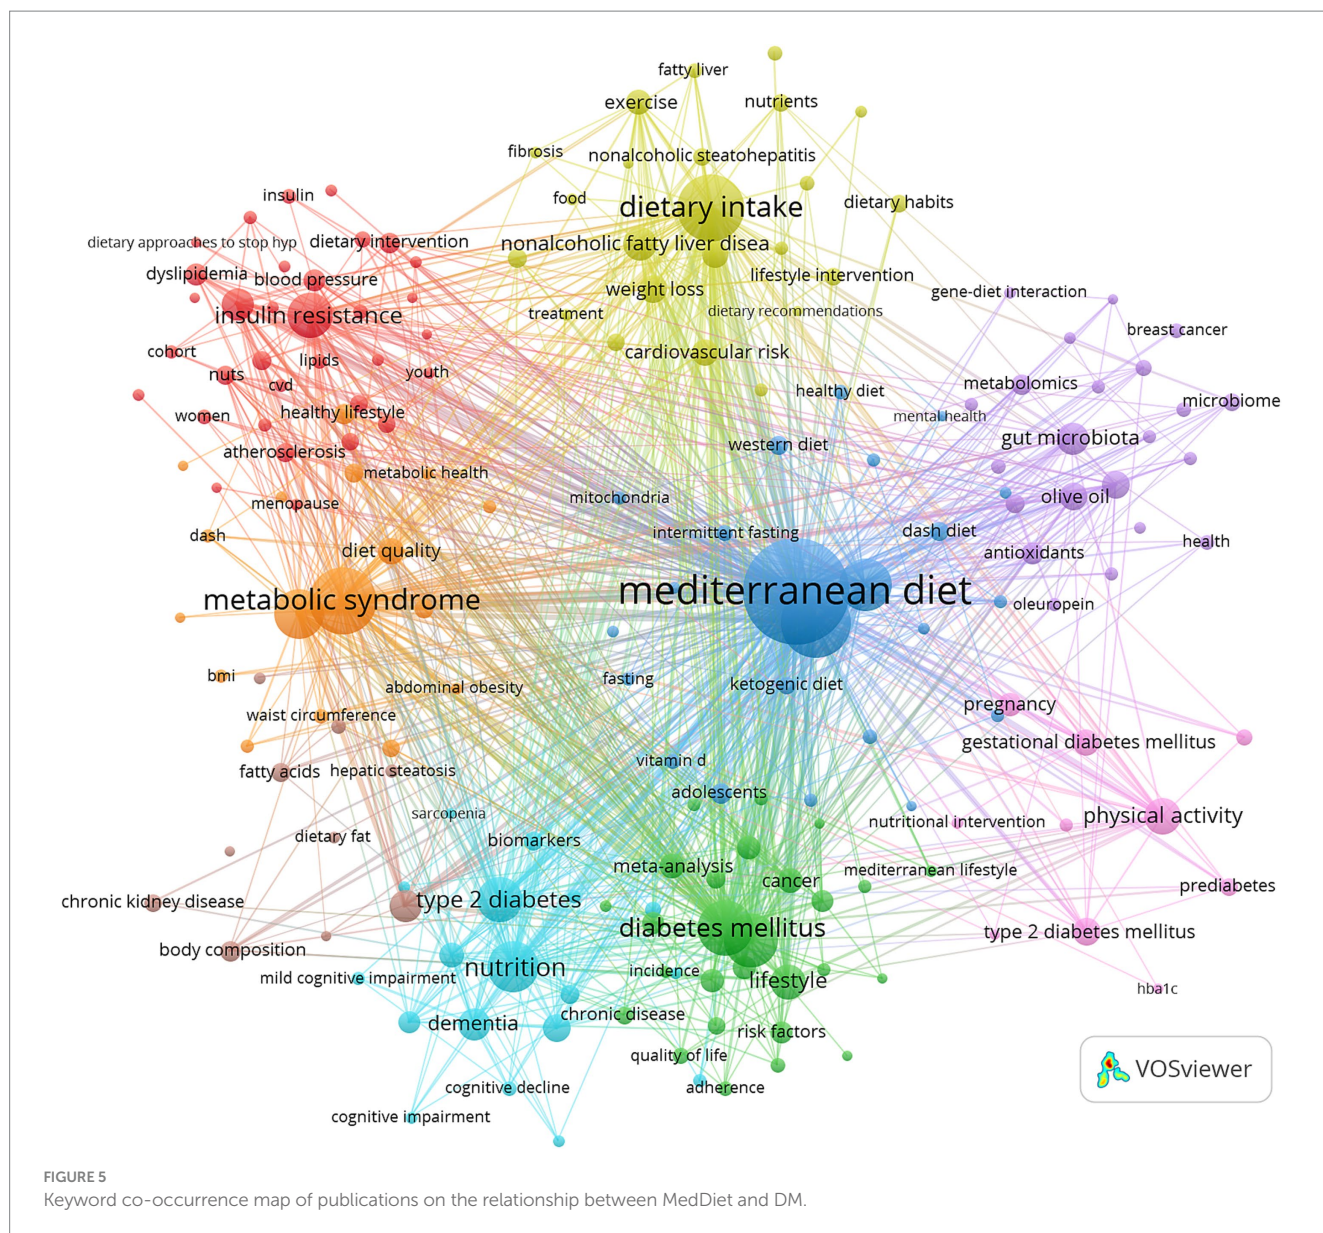 fatty liver
exercise
nutrients
fibrosis
nonalcoholic steatohepatitis
insulin
food
dietary intake
dietary habits
dietary approaches to stop hyp
dietary intervention
nonalcoholic fatty liver disea
dyslipidemia
blood pressure
lifestyle intervention
weight loss
gene-diet interaction
insulin resistance
treatment
dietary recommendations
breast cancer
cohort
lipids
cardiovascular risk
nuts
cvd
youth
healthy diet
metabolomics
microbiome
women
healthy lifestyle
mental health
atherosclerosis
western diet
gut microbiota
metabolic health
menopause
mitochondria
olive oil
dash
intermittent fasting
dash diet
health
diet quality
antioxidants
metabolic syndrome
mediterranean diet
oleuropein
bmi
abdominal obesity
fasting
ketogenic diet
waist circumference
pregnancy
gestational diabetes mellitus
fatty acids
hepatic steatosis
vitamin d
adolescents
sarcopenia
nutritional intervention
physical activity
dietary fat
biomarkers
meta-analysis
mediterranean lifestyle
cancer
prediabetes
chronic kidney disease
type 2 diabetes
diabetes mellitus
type 2 diabetes mellitus
body composition
mild cognitive impairment
nutrition
incidence
lifestyle
hba1c
dementia
chronic disease
risk factors
quality of life
cognitive decline
adherence
cognitive impairment
VOSviewer
FIGURE 5
Keyword co-occurrence map of publications on the relationship between MedDiet and DM.